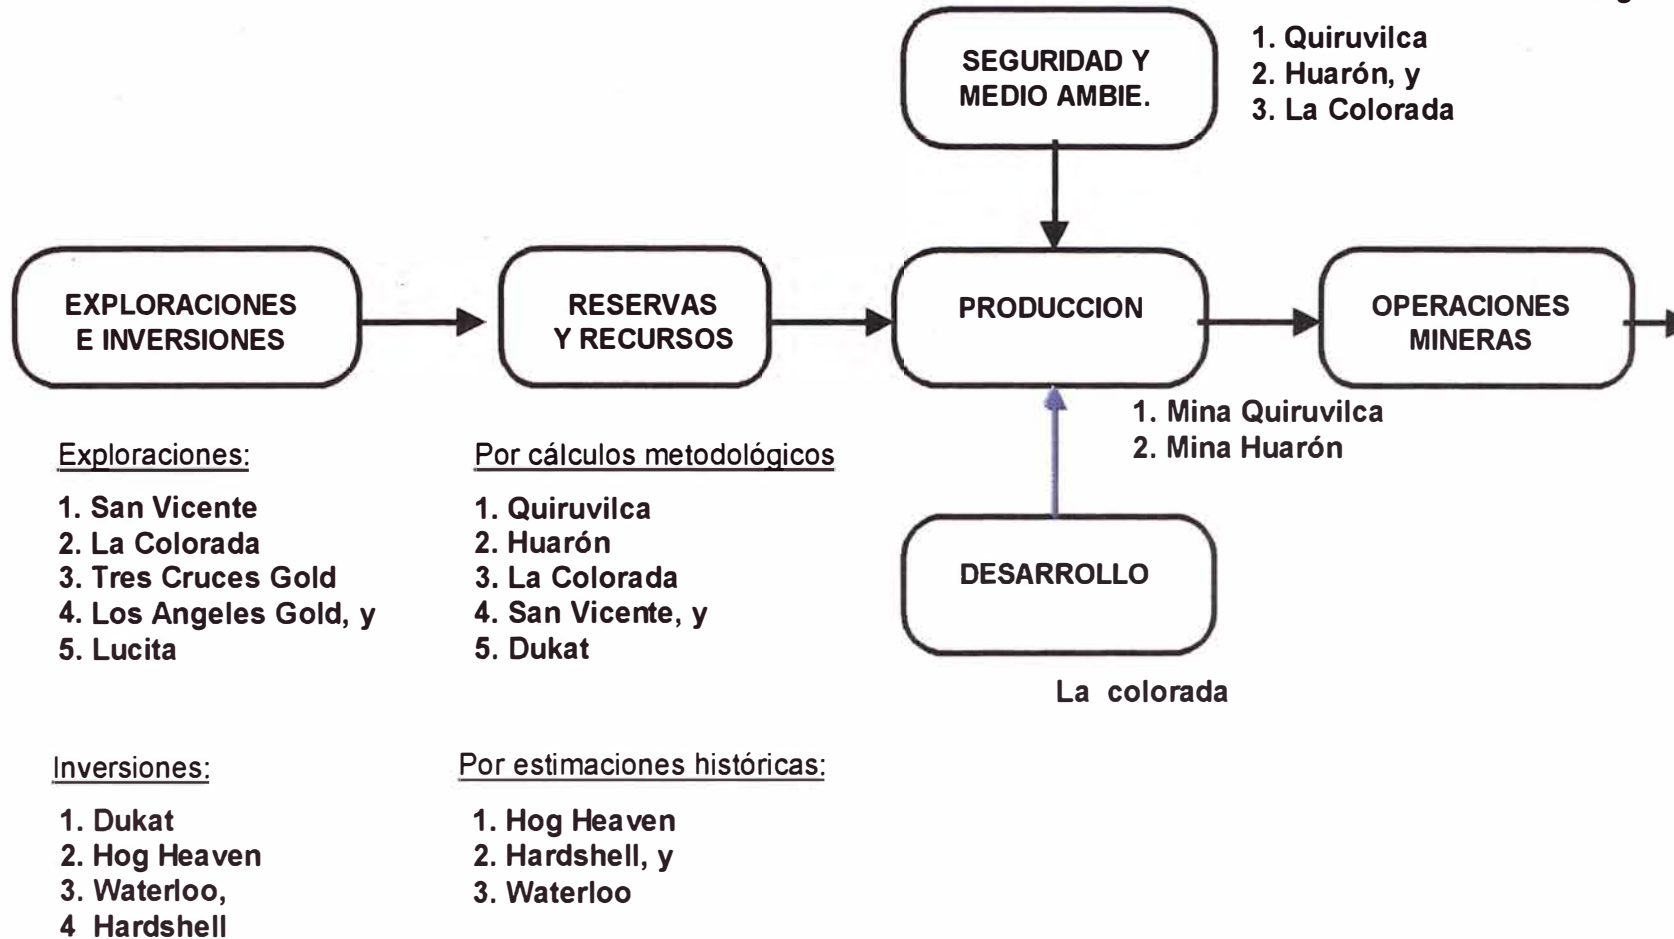 SEGURIDAD Y
MEDIO AMBIE.
1. Quiruvilca
2. Huarón, y
3. La Colorada
EXPLORACIONES
E INVERSIONES
RESERVAS
Y RECURSOS
PRODUCCION
OPERACIONES
MINERAS
1. Mina Quiruvilca
2. Mina Huarón
Exploraciones:
1. San Vicente
2. La Colorada
3. Tres Cruces Gold
4. Los Angeles Gold, y
5. Lucita
Por cálculos metodológicos
1. Quiruvilca
2. Huarón
3. La Colorada
4. San Vicente, y
5. Dukat
DESARROLLO
La colorada
Inversiones:
1. Dukat
2. Hog Heaven
3. Waterloo,
4 Hardshell
Por estimaciones históricas:
1. Hog Heaven
2. Hardshell, y
3. Waterloo